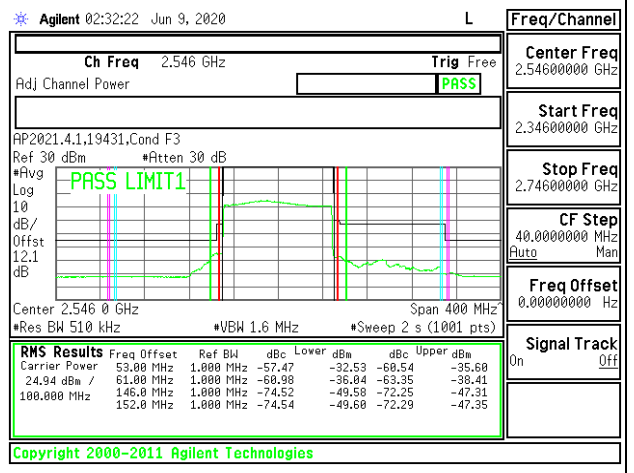 Agilent 02:32:22 Jun 9, 2020 L
Freq/Channel
Ch Freq 2.546 GHz Trig Free
Adj Channel Power PASS
Center Freq
2.54600000 GHz
Start Freq
2.34600000 GHz
Stop Freq
2.74600000 GHz
CF Step
40.0000000 MHz
Auto Man
Freq Offset
0.00000000 Hz
Signal Track
On Off
AP2021.4.1,19431,Cond F3
Ref 30 dBm #Atten 30 dB
#Avg
Log
10
dB/
Offst
12.1
dB
PASS LIMIT1
Center 2.546 0 GHz Span 400 MHz^
#Res BW 510 kHz #VBW 1.6 MHz #Sweep 2 s (1001 pts)
RMS Results Freq Offset Ref BW dBc Lower dBm dBc Upper dBm
Carrier Power 53.00 MHz 1.000 MHz -57.47 -32.53 -60.54 -35.60
24.94 dBm / 61.00 MHz 1.000 MHz -60.98 -36.04 -63.35 -38.41
100.000 MHz 146.0 MHz 1.000 MHz -74.52 -49.58 -72.25 -47.31
152.0 MHz 1.000 MHz -74.54 -49.60 -72.29 -47.35
Copyright 2000-2011 Agilent Technologies